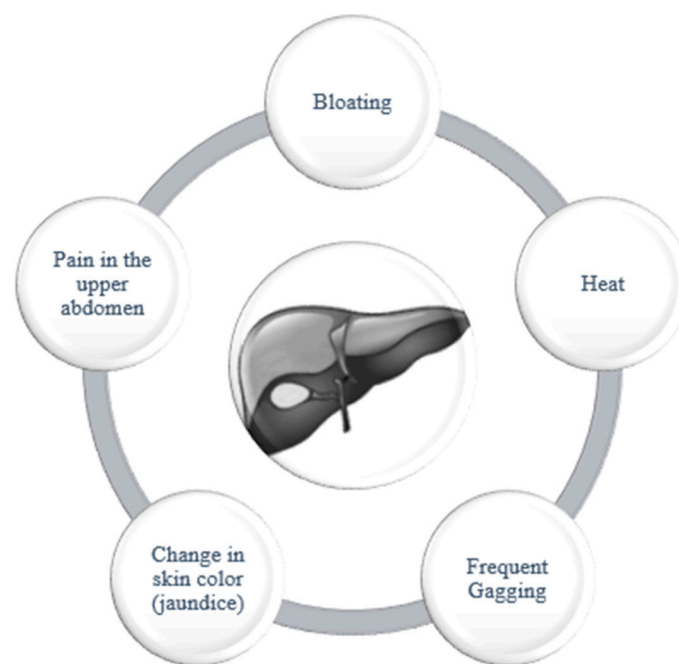 Bloating
Heat
Frequent
Gagging
Change in
skin color
(jaundice)
Pain in the
upper
abdomen